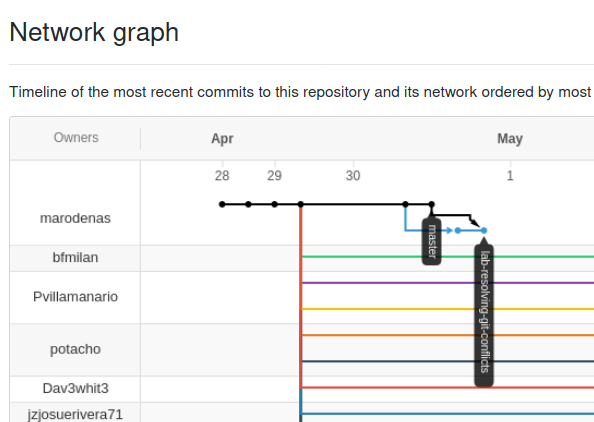 Network graph
Timeline of the most recent commits to this repository and its network ordered by most
Owners
Apr
May
28
29
30
1
marodenas
master
lab-resolving-git-conflicts
bfmilan
Pvillamanario
potacho
Dav3whit3
jzjosuerivera71